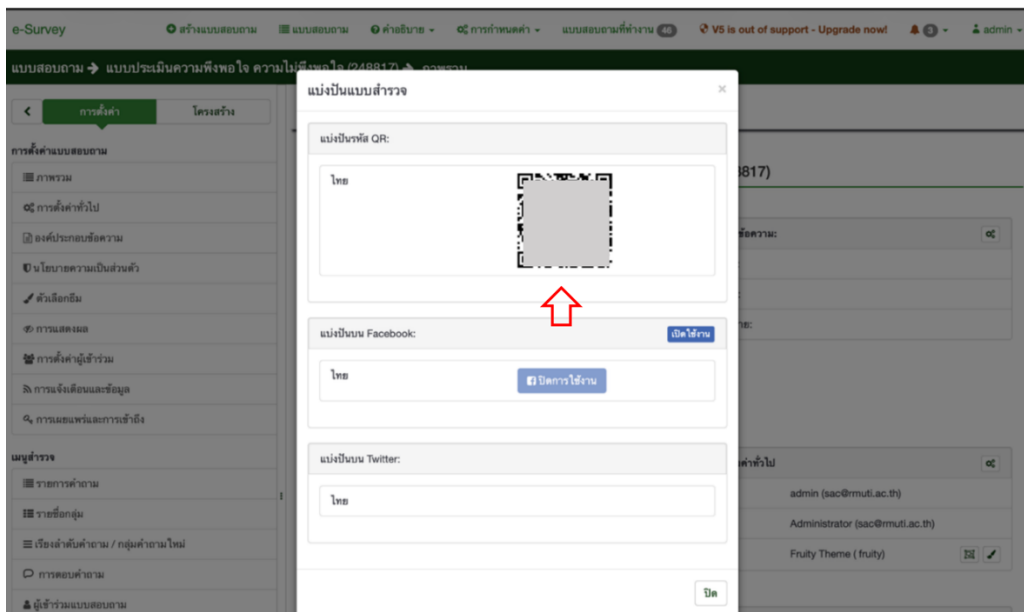 e-Survey
สร้างแบบสอบถาม
แบบสอบถาม
คำอธิบาย
การกำหนดค่า
แบบสอบถามที่ทำงาน 46
V5 is out of support - Upgrade now!
3
admin
แบบสอบถาม → แบบประเมินความพึงพอใจ ความไม่พึงพอใจ (248817) → ภาพรวม
การตั้งค่า
โครงสร้าง
การตั้งค่าแบบสอบถาม
ภาพรวม
การตั้งค่าทั่วไป
องค์ประกอบข้อความ
นโยบายความเป็นส่วนตัว
ตัวเลือกธีม
การแสดงผล
การตั้งค่าผู้เข้าร่วม
การแจ้งเตือนและข้อมูล
การเผยแพร่และการเข้าถึง
เมนูสำรวจ
รายการคำถาม
รายชื่อกลุ่ม
เรียงลำดับคำถาม / กลุ่มคำถามใหม่
การตอบคำถาม
ผู้เข้าร่วมแบบสอบถาม
แบ่งปันแบบสำรวจ
×
แบ่งปันรหัส QR:
ไทย
แบ่งปันบน Facebook:
เปิดใช้งาน
ไทย
ปิดการใช้งาน
แบ่งปันบน Twitter:
ไทย
ปิด
8817)
ข้อความ:
าย:
ค่าทั่วไป
admin (sac@rmuti.ac.th)
Administrator (sac@rmuti.ac.th)
Fruity Theme ( fruity)